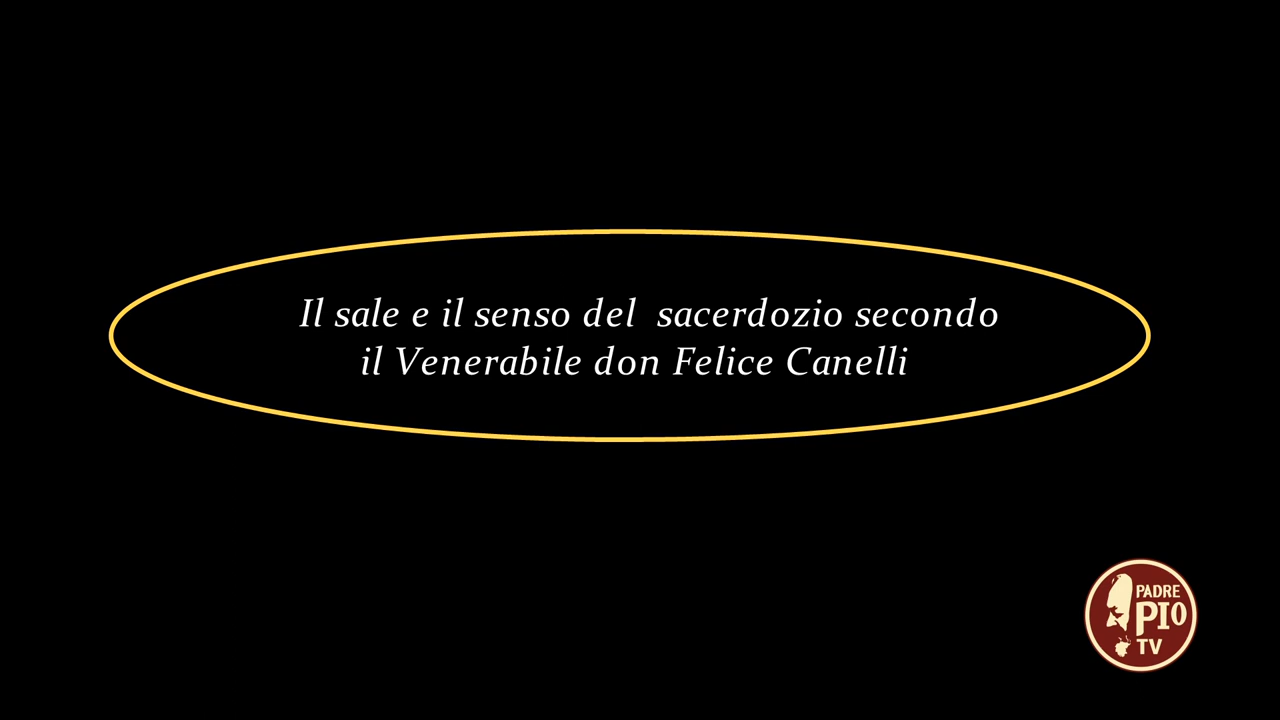 Il sale e il senso del  sacerdozio secondo
il Venerabile don Felice Canelli
PADRE
PIO
TV